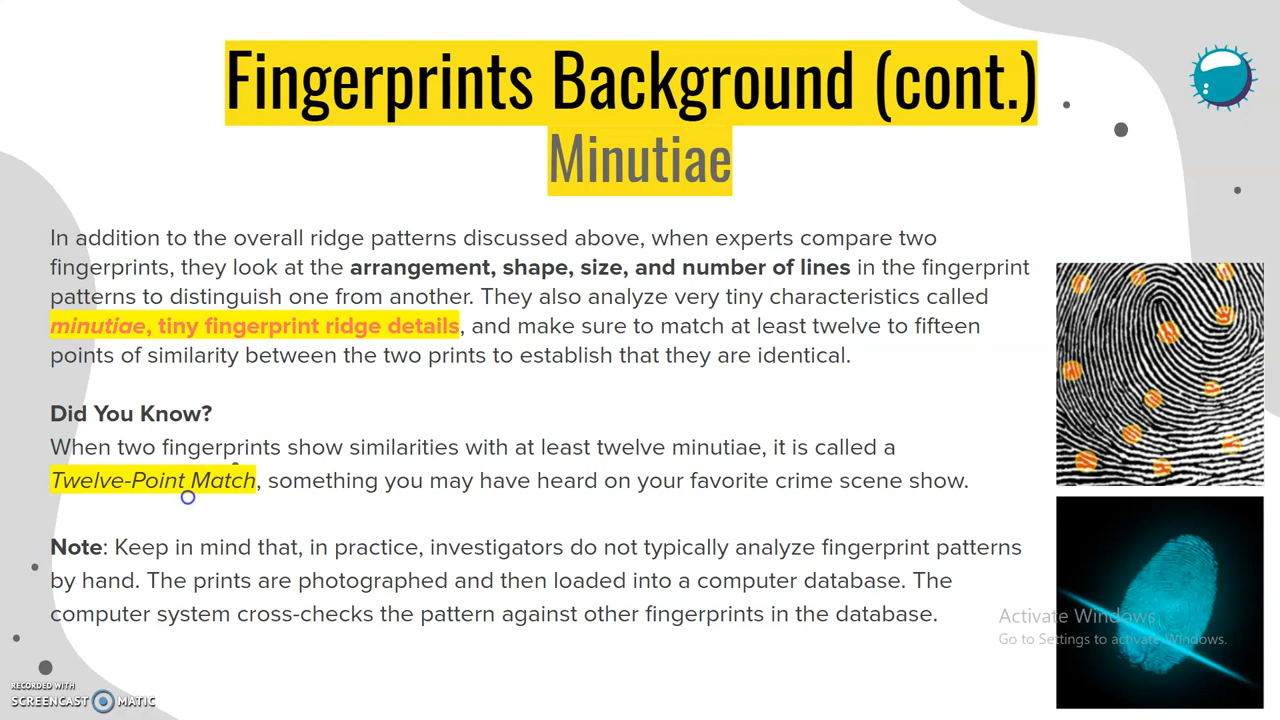 Fingerprints Background (cont.)
Minutiae
In addition to the overall ridge patterns discussed above, when experts compare two
fingerprints, they look at the arrangement, shape, size, and number of lines in the fingerprint
patterns to distinguish one from another. They also analyze very tiny characteristics called
minutiae, tiny fingerprint ridge details, and make sure to match at least twelve to fifteen
points of similarity between the two prints to establish that they are identical.
Did You Know?
When two fingerprints show similarities with at least twelve minutiae, it is called a
Twelve-Point Match, something you may have heard on your favorite crime scene show.
Note: Keep in mind that, in practice, investigators do not typically analyze fingerprint patterns
by hand. The prints are photographed and then loaded into a computer database. The
computer system cross-checks the pattern against other fingerprints in the database.
Activate Windows
Go to Settings to activate Windows.
RECORDED WITH
SCREENCAST MATIC